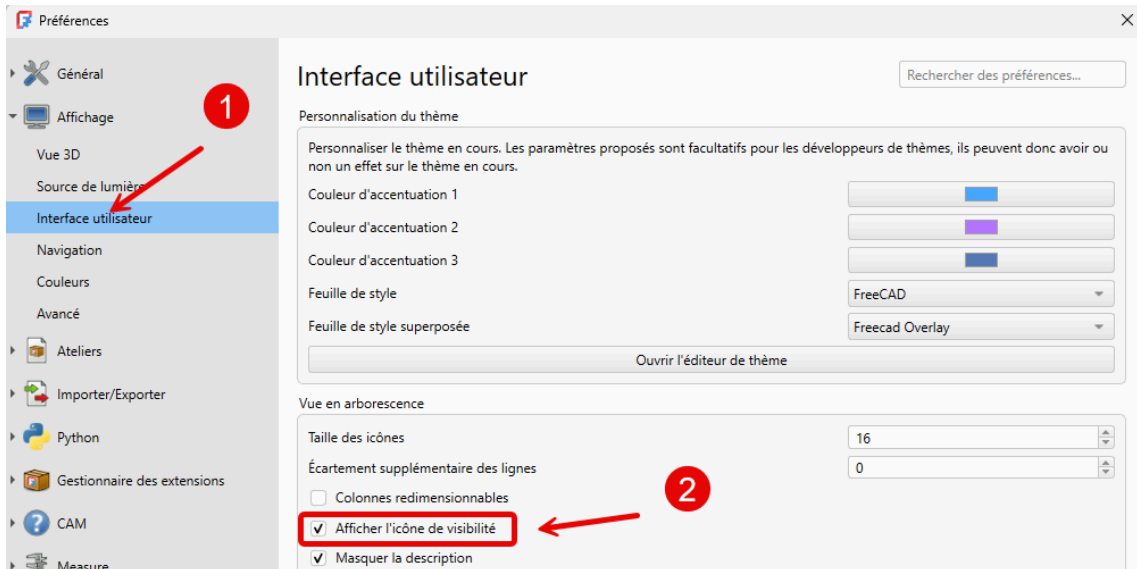 Préférences
Général
Affichage
1
Vue 3D
Source de lumière
Interface utilisateur
Navigation
Couleurs
Avancé
Ateliers
Importer/Exporter
Python
Gestionnaire des extensions
CAM
Measure
Interface utilisateur
Rechercher des préférences...
Personnalisation du thème
Personnaliser le thème en cours. Les paramètres proposés sont facultatifs pour les développeurs de thèmes, ils peuvent donc avoir ou
non un effet sur le thème en cours.
Couleur d'accentuation 1
Couleur d'accentuation 2
Couleur d'accentuation 3
Feuille de style
FreeCAD
Feuille de style superposée
Freecad Overlay
Ouvrir l'éditeur de thème
Vue en arborescence
Taille des icônes
16
Écartement supplémentaire des lignes
0
Colonnes redimensionnables
2
Afficher l'icône de visibilité
Masquer la description